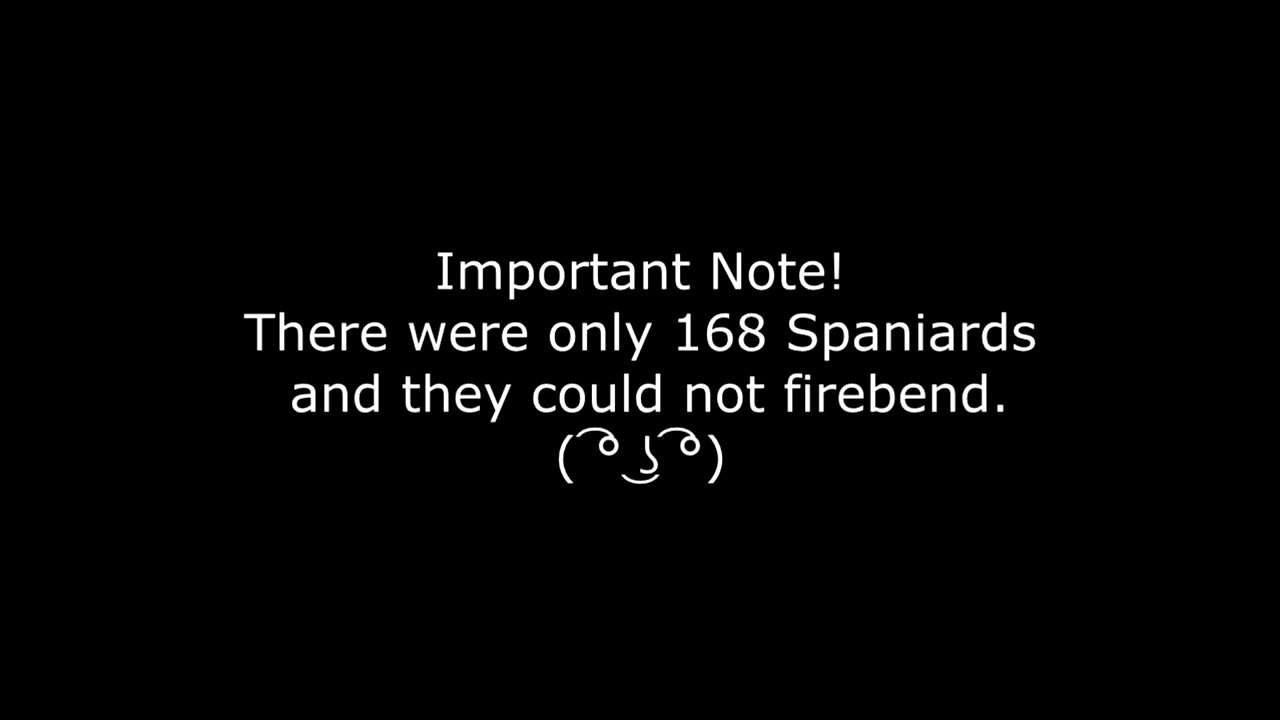 Important Note!
There were only 168 Spaniards
and they could not firebend.
( ͡° ͜ʖ ͡°)